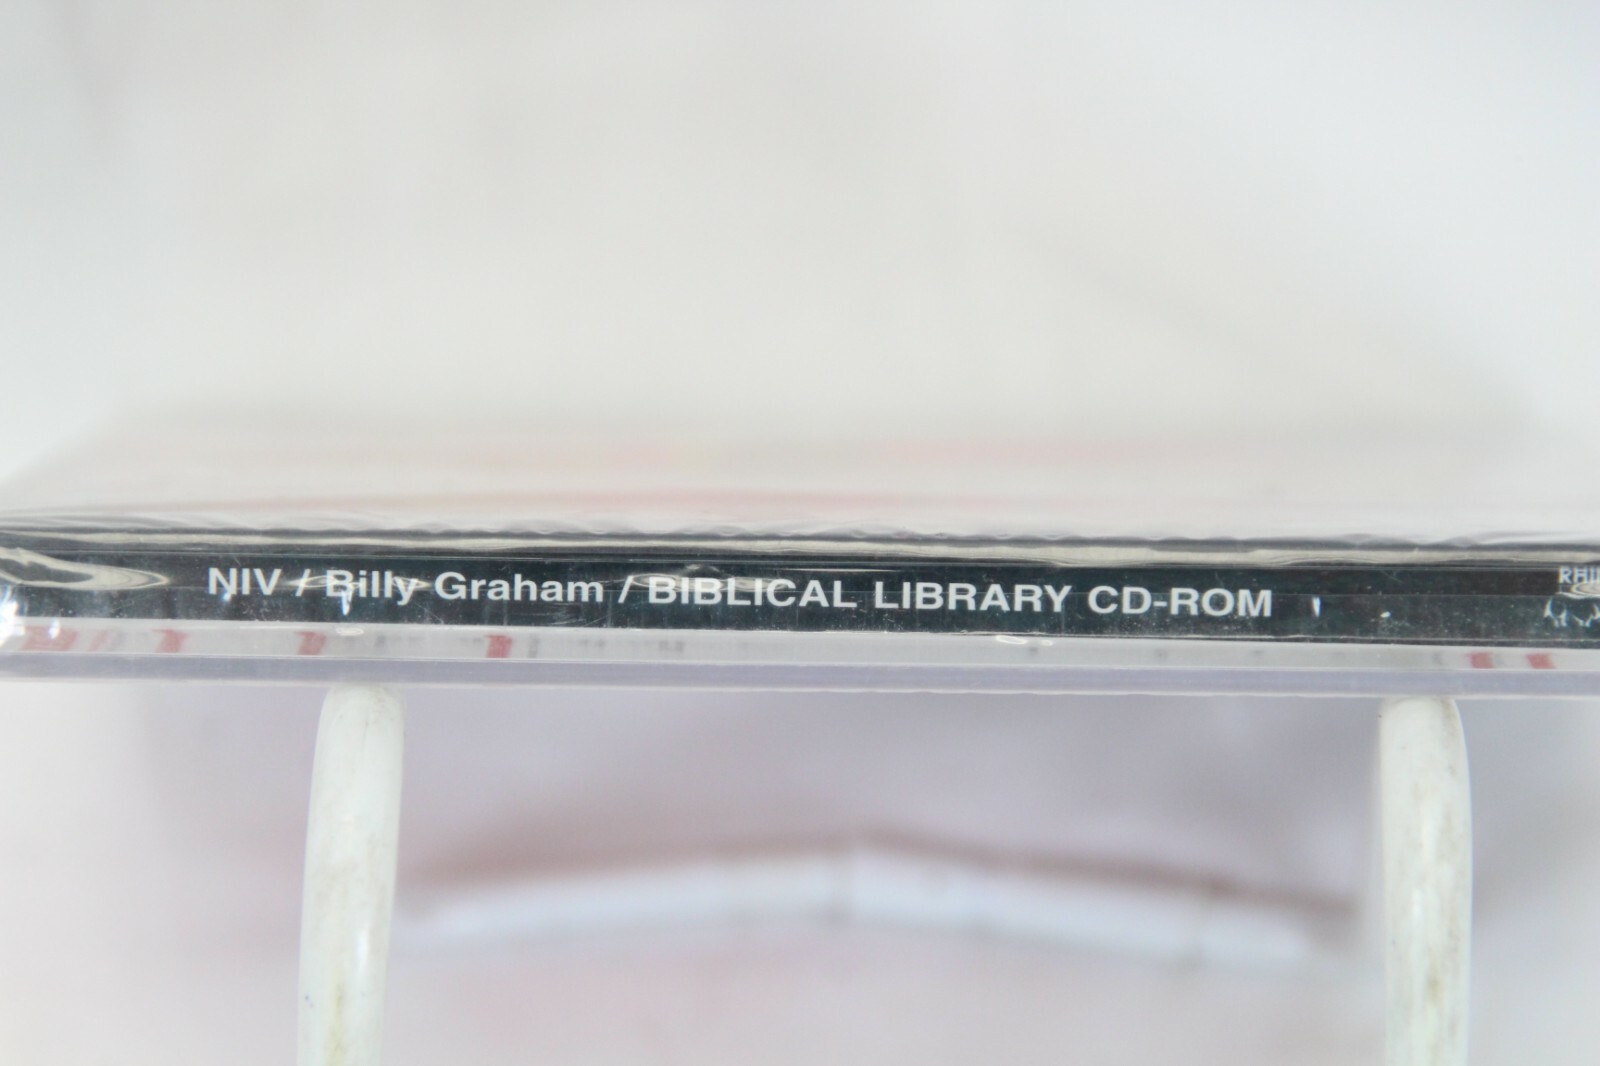 NIV / Billy Graham / BIBLICAL LIBRARY CD-ROM